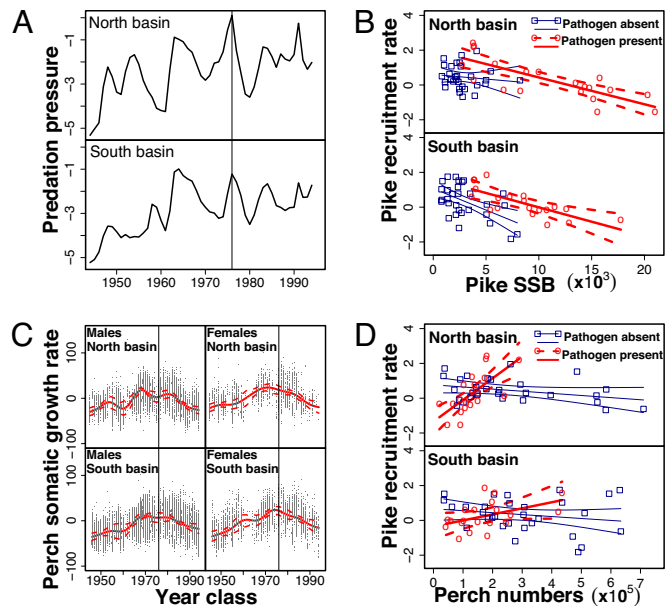 A
North basin
-1
-3
-5
Predation pressure
South basin
-1
-3
-5
1950 1960 1970 1980 1990
B
North basin
Pathogen absent
Pathogen present
4
2
0
-2
Pike recruitment rate
South basin
4
2
0
-2
0 5 10 15 20
Pike SSB (x10³)
C
Males
North basin
Females
North basin
100
0
100
Perch somatic growth rate
Males
South basin
Females
South basin
-1
100
0
1950 1970 1990 1950 1970 1990
Year class
D
North basin
Pathogen absent
Pathogen present
4
2
0
-2
Pike recruitment rate
South basin
4
2
0
-2
0 1 2 3 4 5 6 7
Perch numbers (x10⁵)